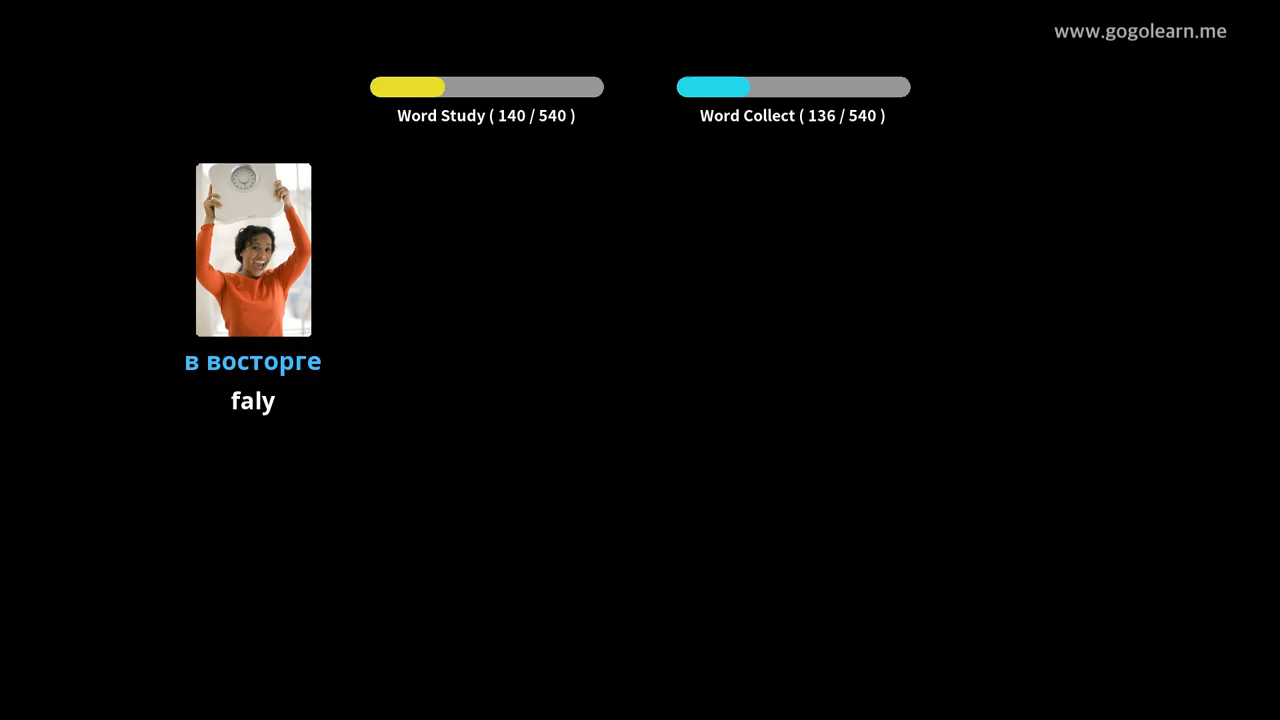 www.gogolearn.me
Word Study ( 140 / 540 )
Word Collect ( 136 / 540 )
в восторге
faly